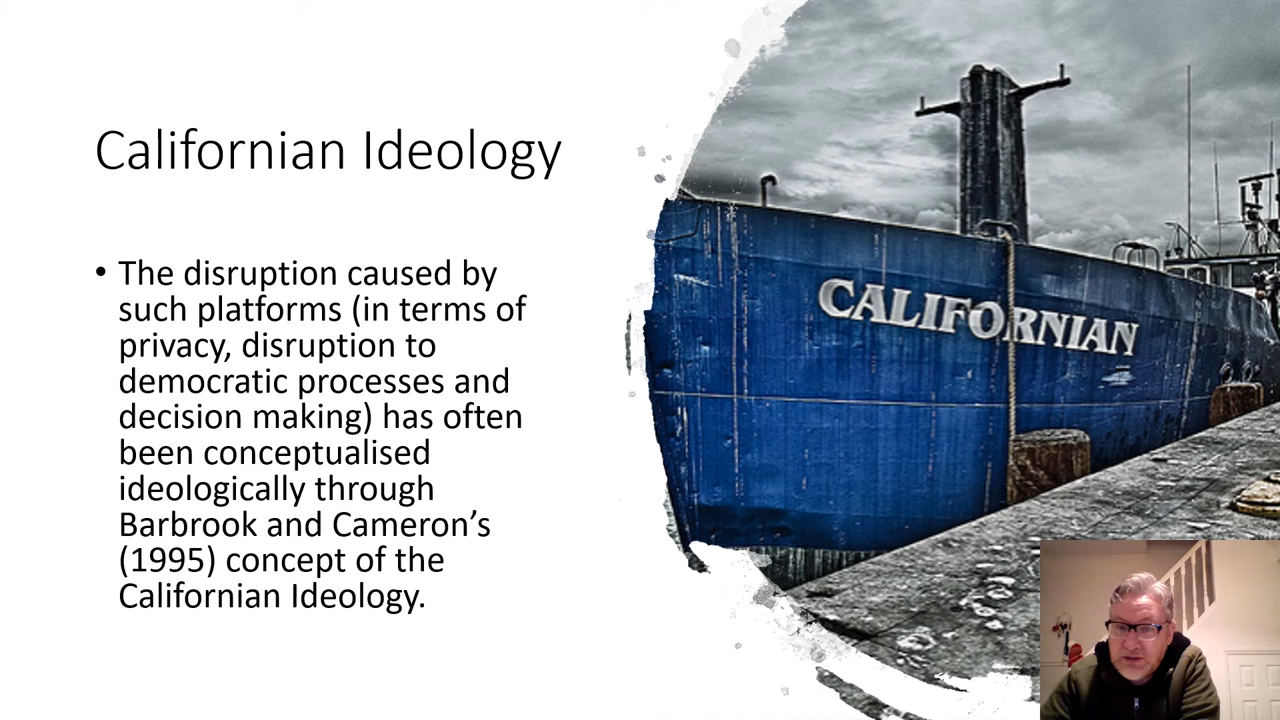 Californian Ideology
• The disruption caused by
such platforms (in terms of
privacy, disruption to
democratic processes and
decision making) has often
been conceptualised
ideologically through
Barbrook and Cameron’s
(1995) concept of the
Californian Ideology.
CALIFORNIAN